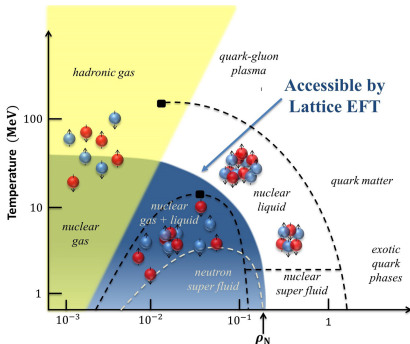 hadronic gas
quark-gluon
plasma
Accessible by
Lattice EFT
Temperature (MeV)
100
10
1
nuclear
liquid
quark matter
nuclear
gas + liquid
nuclear
gas
neutron
super fluid
nuclear
super fluid
exotic
quark
phases
10⁻³
10⁻²
10⁻¹
1
ρN